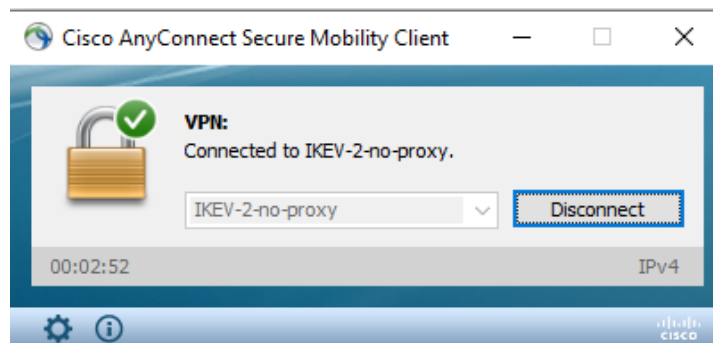 Cisco AnyConnect Secure Mobility Client
VPN:
Connected to IKEV-2-no-proxy.
IKEV-2-no-proxy
Disconnect
00:02:52
IPv4
CISCO